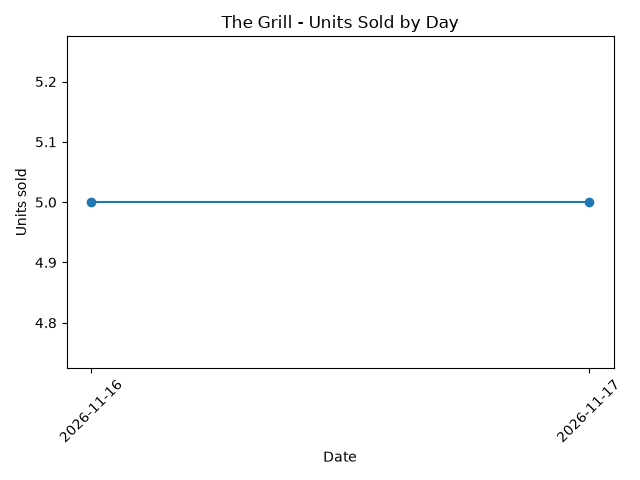 The Grill - Units Sold by Day
Units sold
5.2
5.1
5.0
4.9
4.8
2026-11-16
2026-11-17
Date